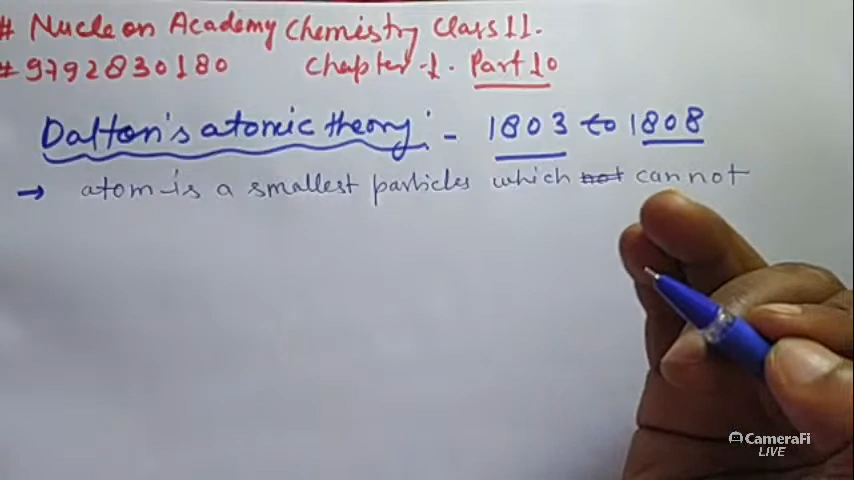 # Nucleon Academy Chemistry Class 11.
# 9792830180 Chapter-1. Part 10
Dalton's atomic theory:- 1803 to 1808
→ atom is a smallest particles which not cannot
CameraFi
LIVE